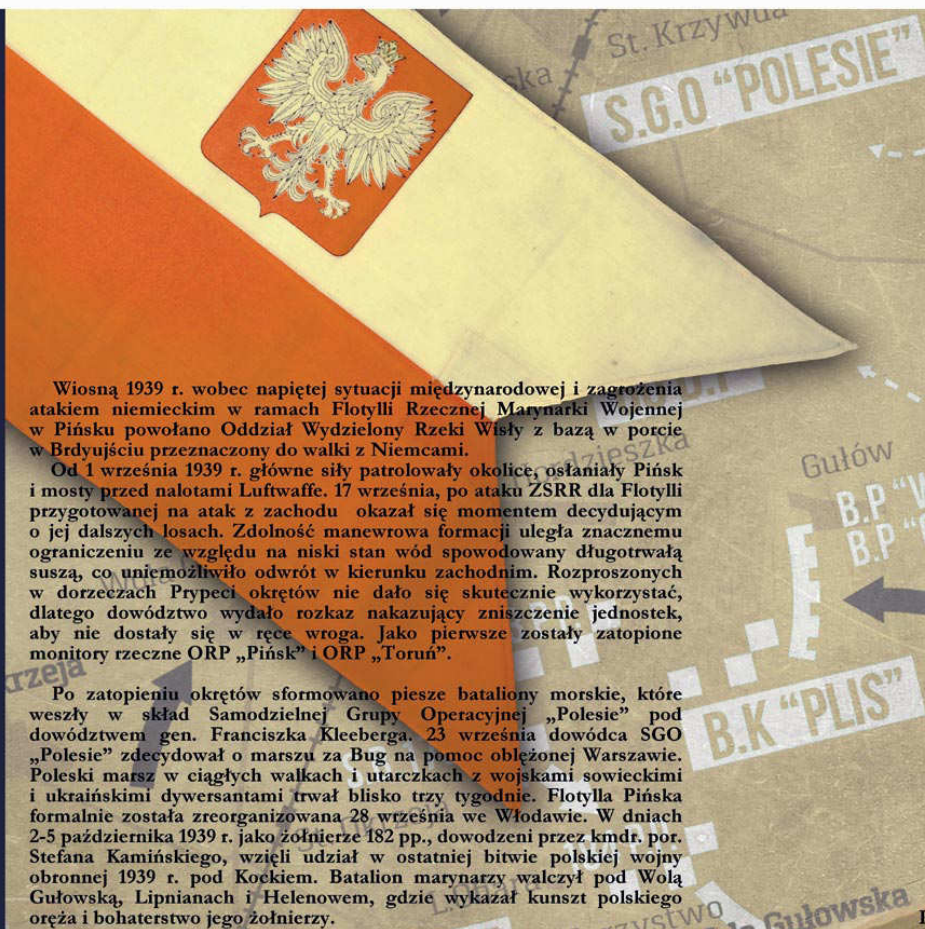 St. Krzywda
ska
S.G.O "POLESIE"
Wiosną 1939 r. wobec napiętej sytuacji międzynarodowej i zagrożenia
atakiem niemieckim w ramach Flotylli Rzecznej Marynarki Wojennej
w Pińsku powołano Oddział Wydzielony Rzeki Wisły z bazą w porcie
w Brdyujściu przeznaczony do walki z Niemcami.
Od 1 września 1939 r. główne siły patrolowały okolice, osłaniały Pińsk
i mosty przed nalotami Luftwaffe. 17 września, po ataku ZSRR dla Flotylli
przygotowanej na atak z zachodu okazał się momentem decydującym
o jej dalszych losach. Zdolność manewrowa formacji uległa znacznemu
ograniczeniu ze względu na niski stan wód spowodowany długotrwałą
suszą, co uniemożliwiło odwrót w kierunku zachodnim. Rozproszonych
w dorzeczach Prypeci okrętów nie dało się skutecznie wykorzystać,
dlatego dowództwo wydało rozkaz nakazujący zniszczenie jednostek,
aby nie dostały się w ręce wroga. Jako pierwsze zostały zatopione
monitory rzeczne ORP „Pińsk” i ORP „Toruń”.
Po zatopieniu okrętów sformowano piesze bataliony morskie, które
weszły w skład Samodzielnej Grupy Operacyjnej „Polesie” pod
dowództwem gen. Franciszka Kleeberga. 23 września dowódca SGO
„Polesie” zdecydował o marszu za Bug na pomoc oblężonej Warszawie.
Poleski marsz w ciągłych walkach i utarczkach z wojskami sowieckimi
i ukraińskimi dywersantami trwał blisko trzy tygodnie. Flotylla Pińska
formalnie została zreorganizowana 28 września we Włodawie. W dniach
2-5 października 1939 r. jako żołnierze 182 pp., dowodzeni przez kmdr. por.
Stefana Kamińskiego, wzięli udział w ostatniej bitwie polskiej wojny
obronnej 1939 r. pod Kockiem. Batalion marynarzy walczył pod Wolą
Gułowską, Lipnianach i Helenowem, gdzie wykazał kunszt polskiego
oręża i bohaterstwo jego żołnierzy.
Gułów
B.P "
B.P "
B.K "PLIS"
Gułowska